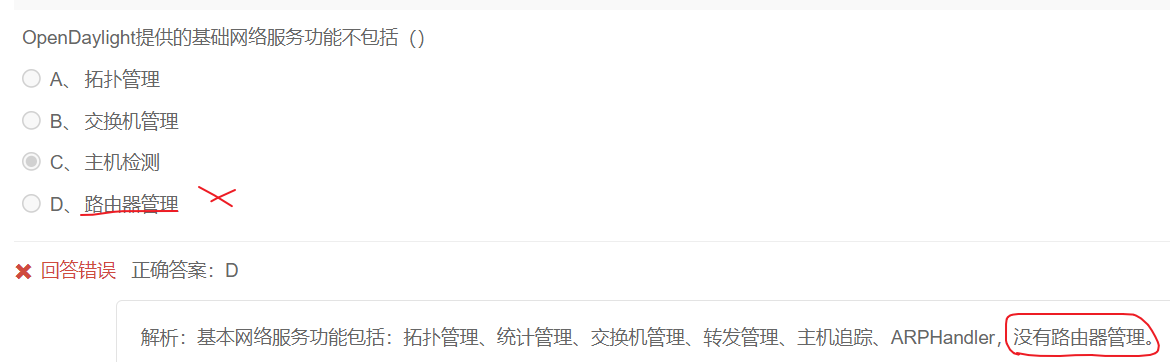 OpenDaylight提供的基础网络服务功能不包括（）
A、 拓扑管理
B、 交换机管理
C、 主机检测
D、 路由器管理
回答错误 正确答案：D
解析：基本网络服务功能包括：拓扑管理、统计管理、交换机管理、转发管理、主机追踪、ARPHandler，没有路由器管理。